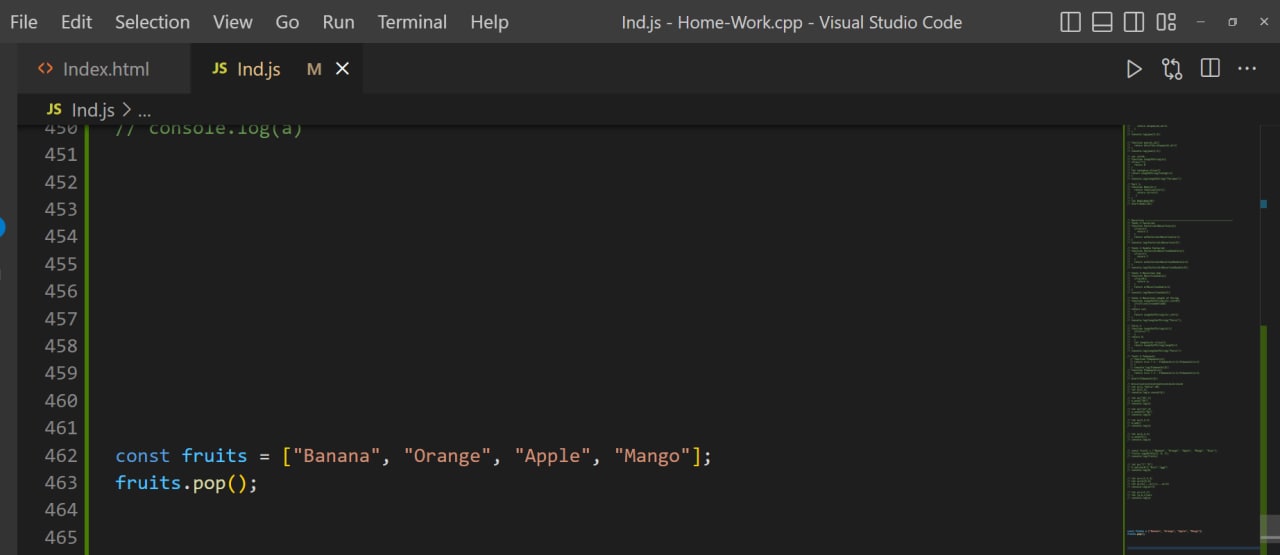 File Edit Selection View Go Run Terminal Help Ind.js - Home-Work.cpp - Visual Studio Code
<> Index.html JS Ind.js M
JS Ind.js > ...
450 // console.log(a)
451
452
453
454
455
456
457
458
459
460
461
462 const fruits = ["Banana", "Orange", "Apple", "Mango"];
463 fruits.pop();
464
465